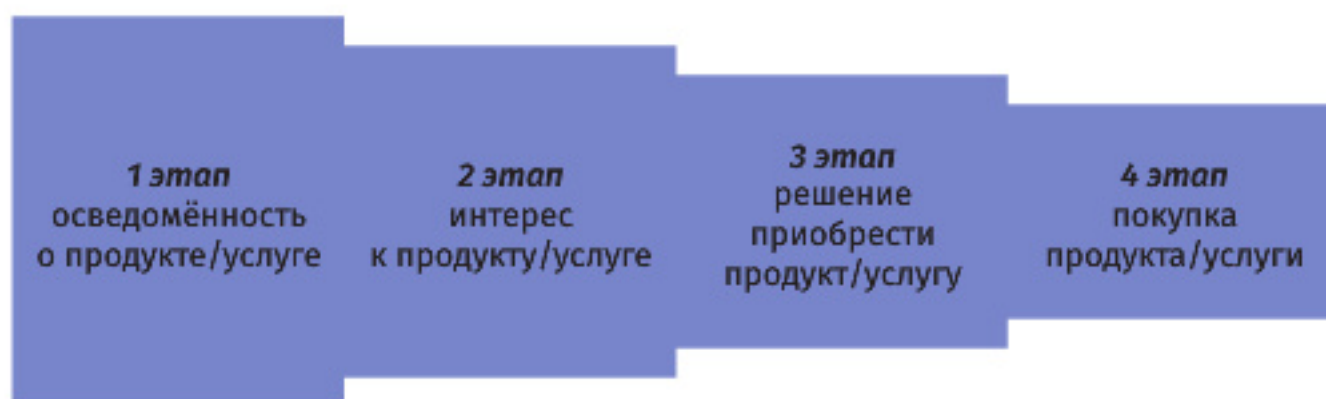 1 этап
осведомлённость
о продукте/услуге
2 этап
интерес
к продукту/услуге
3 этап
решение
приобрести
продукт/услугу
4 этап
покупка
продукта/услуги